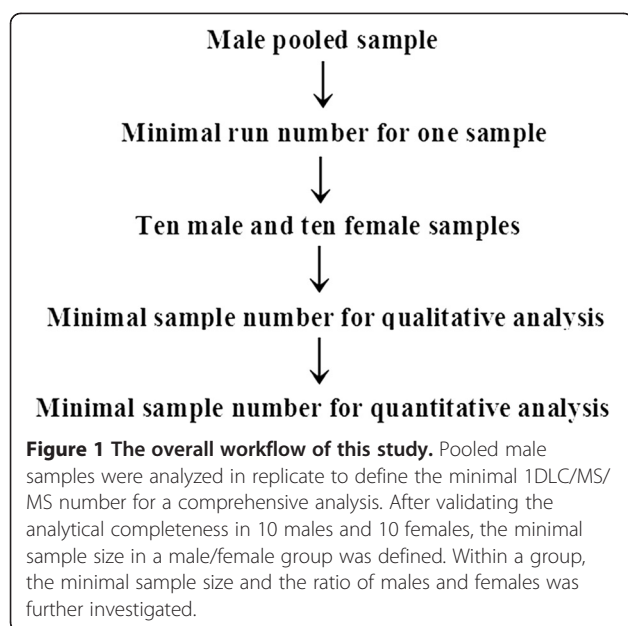 Male pooled sample
Minimal run number for one sample
Ten male and ten female samples
Minimal sample number for qualitative analysis
Minimal sample number for quantitative analysis
Figure 1 The overall workflow of this study. Pooled male
samples were analyzed in replicate to define the minimal 1DLC/MS/
MS number for a comprehensive analysis. After validating the
analytical completeness in 10 males and 10 females, the minimal
sample size in a male/female group was defined. Within a group,
the minimal sample size and the ratio of males and females was
further investigated.